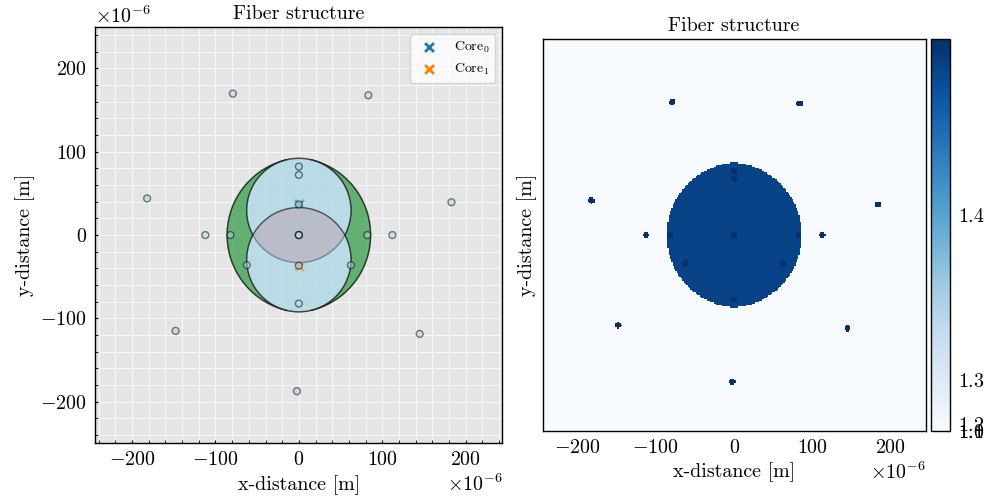 Fiber structure
×10⁻⁶
Core₀
Core₁
200
100
0
−100
−200
y-distance [m]
−200 −100 0 100 200
x-distance [m]
×10⁻⁶
Fiber structure
y-distance [m]
−200 −100 0 100 200
x-distance [m]
×10⁻⁶
1.4
1.3